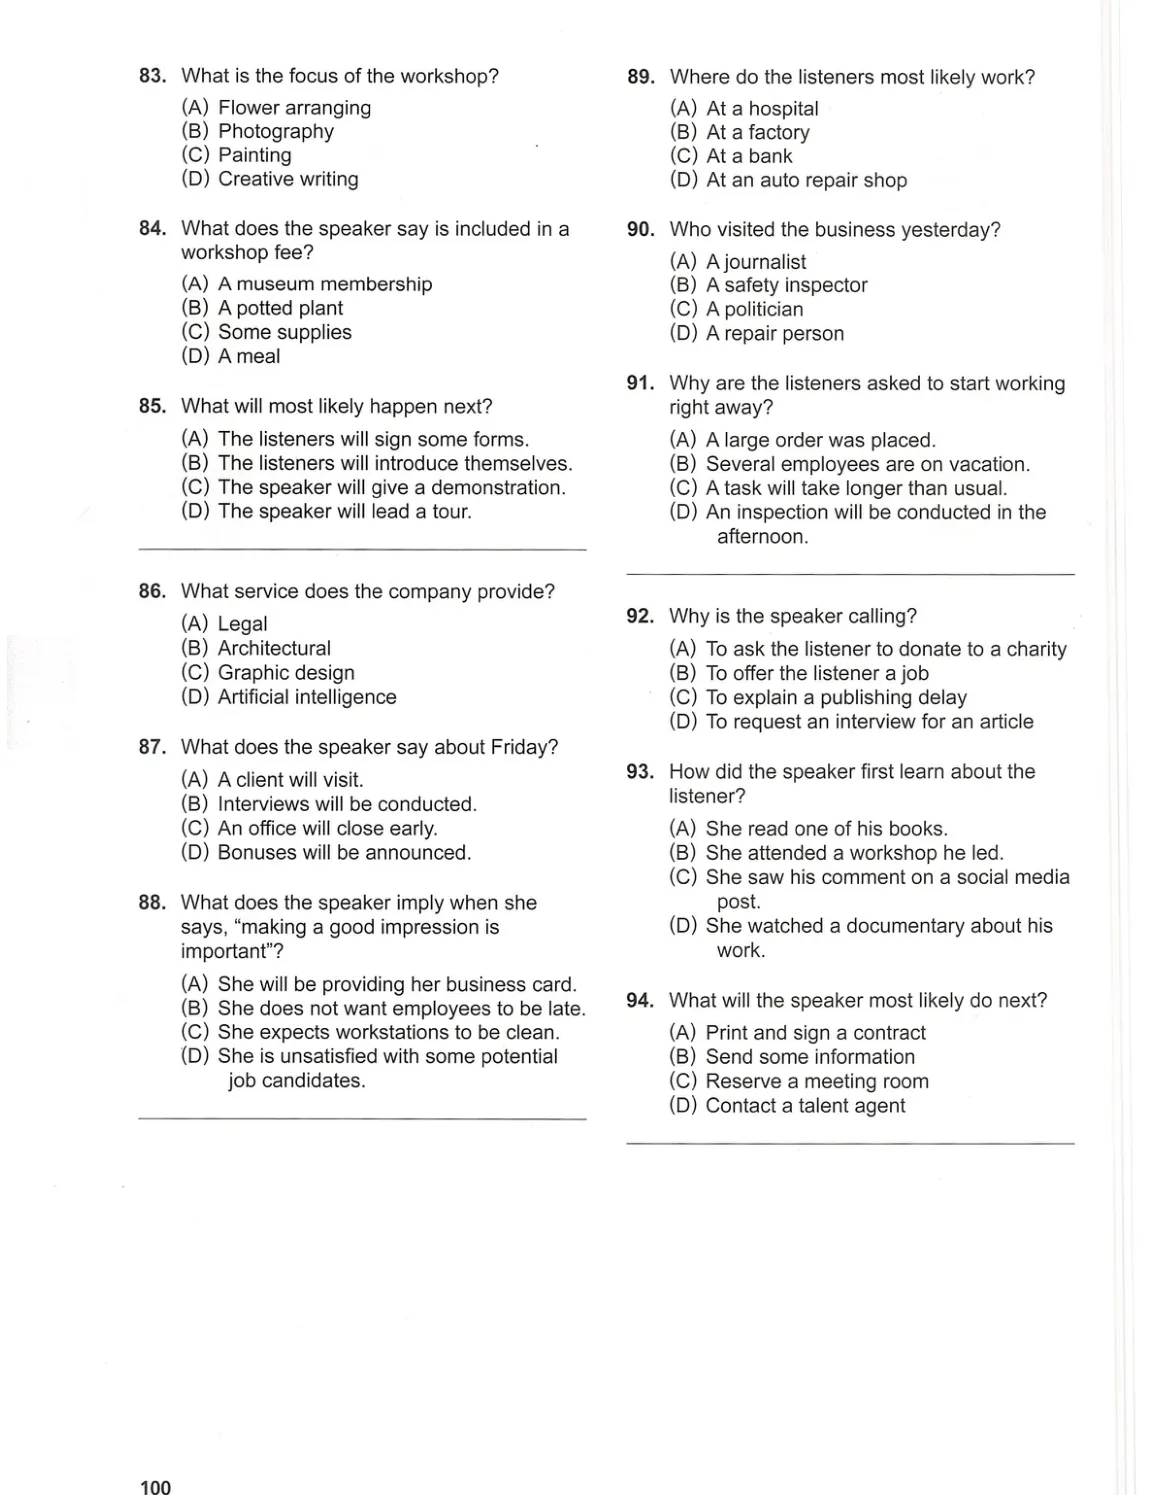 83. What is the focus of the workshop?
(A) Flower arranging
(B) Photography
(C) Painting
(D) Creative writing
84. What does the speaker say is included in a
workshop fee?
(A) A museum membership
(B) A potted plant
(C) Some supplies
(D) A meal
85. What will most likely happen next?
(A) The listeners will sign some forms.
(B) The listeners will introduce themselves.
(C) The speaker will give a demonstration.
(D) The speaker will lead a tour.
86. What service does the company provide?
(A) Legal
(B) Architectural
(C) Graphic design
(D) Artificial intelligence
87. What does the speaker say about Friday?
(A) A client will visit.
(B) Interviews will be conducted.
(C) An office will close early.
(D) Bonuses will be announced.
88. What does the speaker imply when she
says, “making a good impression is
important”?
(A) She will be providing her business card.
(B) She does not want employees to be late.
(C) She expects workstations to be clean.
(D) She is unsatisfied with some potential
job candidates.
89. Where do the listeners most likely work?
(A) At a hospital
(B) At a factory
(C) At a bank
(D) At an auto repair shop
90. Who visited the business yesterday?
(A) A journalist
(B) A safety inspector
(C) A politician
(D) A repair person
91. Why are the listeners asked to start working
right away?
(A) A large order was placed.
(B) Several employees are on vacation.
(C) A task will take longer than usual.
(D) An inspection will be conducted in the
afternoon.
92. Why is the speaker calling?
(A) To ask the listener to donate to a charity
(B) To offer the listener a job
(C) To explain a publishing delay
(D) To request an interview for an article
93. How did the speaker first learn about the
listener?
(A) She read one of his books.
(B) She attended a workshop he led.
(C) She saw his comment on a social media
post.
(D) She watched a documentary about his
work.
94. What will the speaker most likely do next?
(A) Print and sign a contract
(B) Send some information
(C) Reserve a meeting room
(D) Contact a talent agent
100